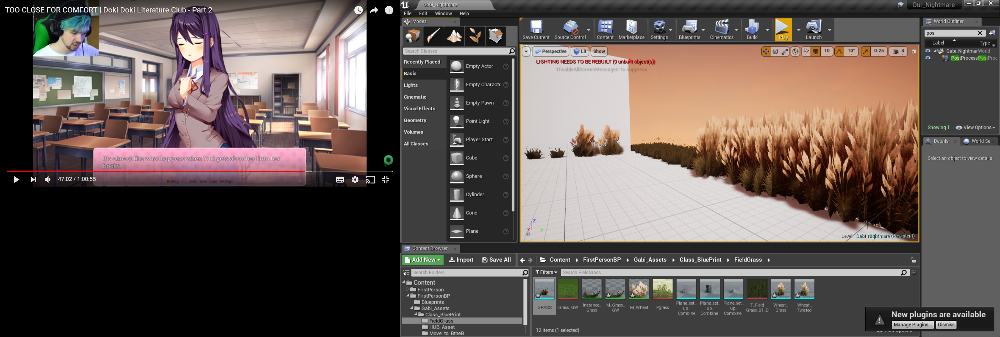 TOO CLOSE FOR COMFORT | Doki Doki Literature Club - Part 2
It's almost like what happens when Yuri gets absorbed into her
books.
History Skip Auto Save Load Settings
47:02 / 1:00:55
Gabi_Nightmare*
Our_Nightmare
File Edit Window Help
Modes
Search Classes
Recently Placed
Basic
Lights
Cinematic
Visual Effects
Geometry
Volumes
All Classes
Empty Actor
Empty Characte
Empty Pawn
Point Light
Player Start
Cube
Sphere
Cylinder
Cone
Plane
Save Current
Source Control
Content
Marketplace
Settings
Blueprints
Cinematics
Build
Play
Launch
Perspective Lit Show
10 10° 0.25 4
LIGHTING NEEDS TO BE REBUILT (9 unbuilt object(s))
'DisableAllScreenMessages' to suppress
Z
X
Y
Level: Gabi_Nightmare (Persistent)
World Outliner
pos
Label Type
Gabi_Nightmar World
PostProcess PostProc
Showing 1 View Options
Details World Se
Select an object to view details.
Content Browser
Add New Import Save All
Content FirstPersonBP Gabi_Assets Class_BluePrint FieldGrass
Search Folders
Content
FirstPerson
FirstPersonBP
Blueprints
Gabi_Assets
Class_BluePrint
FieldGrass
HUB_Asset
Move_to_BtheB
Filters Search FieldGrass
GRASS
Grass_GW
Instance_
Grass
M_Grass_
GW
M_Wheat
Pgrass
Plane_set_
up_
Combine
Plane_set_
up_
Combine
Plane_set_
up_
Combine
T_Field
Grass_01_D
Wheat_
Grass
Wheat_
Twisted
12 items (1 selected)
New plugins are available
Manage Plugins... Dismiss